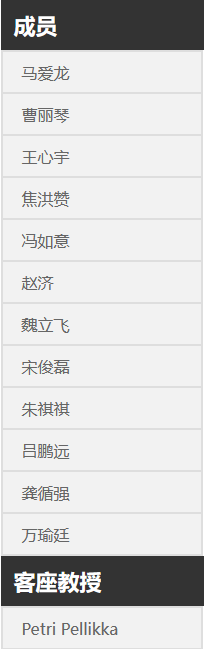 成员
马爱龙
曹丽琴
王心宇
焦洪赞
冯如意
赵济
魏立飞
宋俊磊
朱祺祺
吕鹏远
龚循强
万瑜廷
客座教授
Petri Pellikka